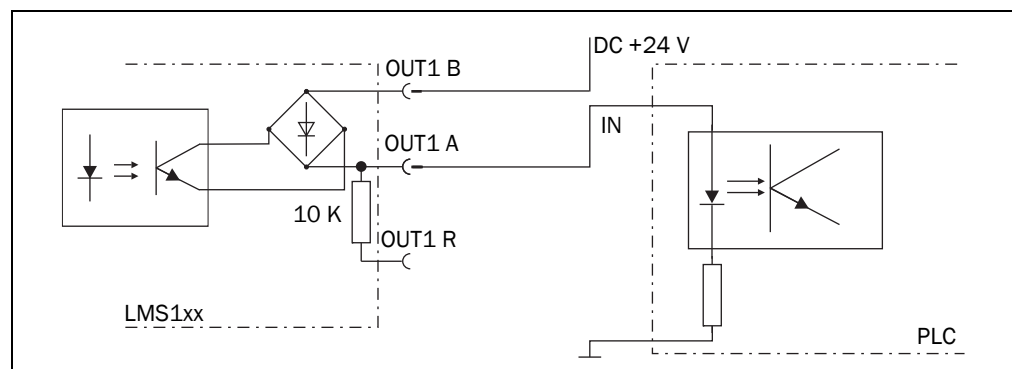 DC +24 V
OUT1 B
IN
OUT1 A
10 K
OUT1 R
LMS1xx
PLC